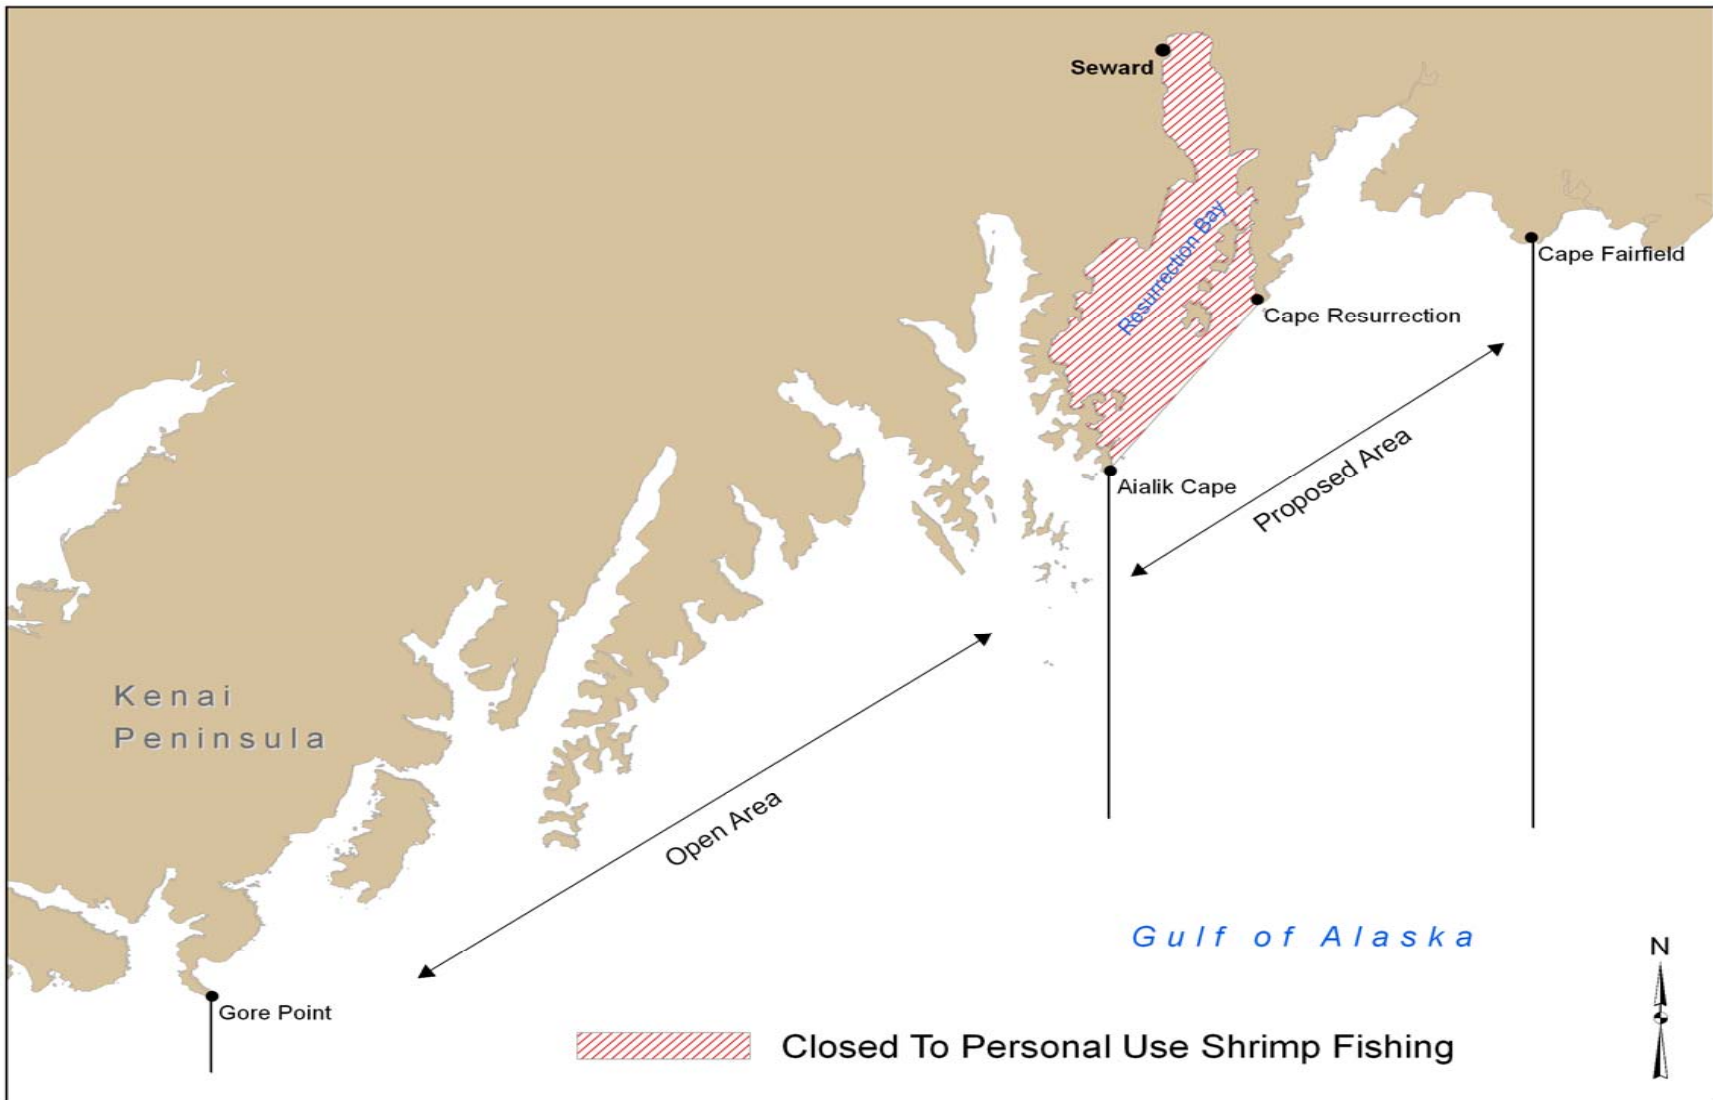 Seward
Resurrection Bay
Cape Fairfield
Cape Resurrection
Aialik Cape
Proposed Area
Kenai
Peninsula
Open Area
Gulf of Alaska
N
Gore Point
Closed To Personal Use Shrimp Fishing